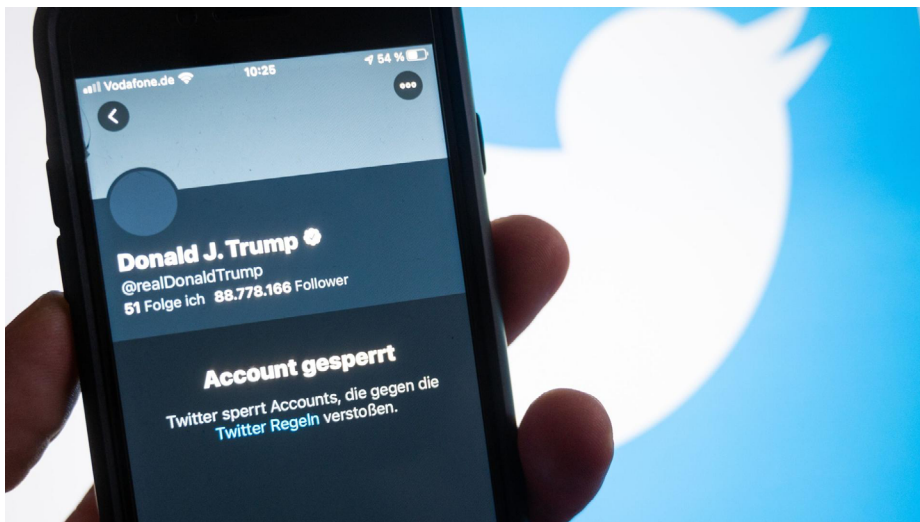 Vodafone.de 10:25 54 %
Donald J. Trump
@realDonaldTrump
51 Folge ich 88.778.166 Follower
Account gesperrt
Twitter sperrt Accounts, die gegen die
Twitter Regeln verstoßen.